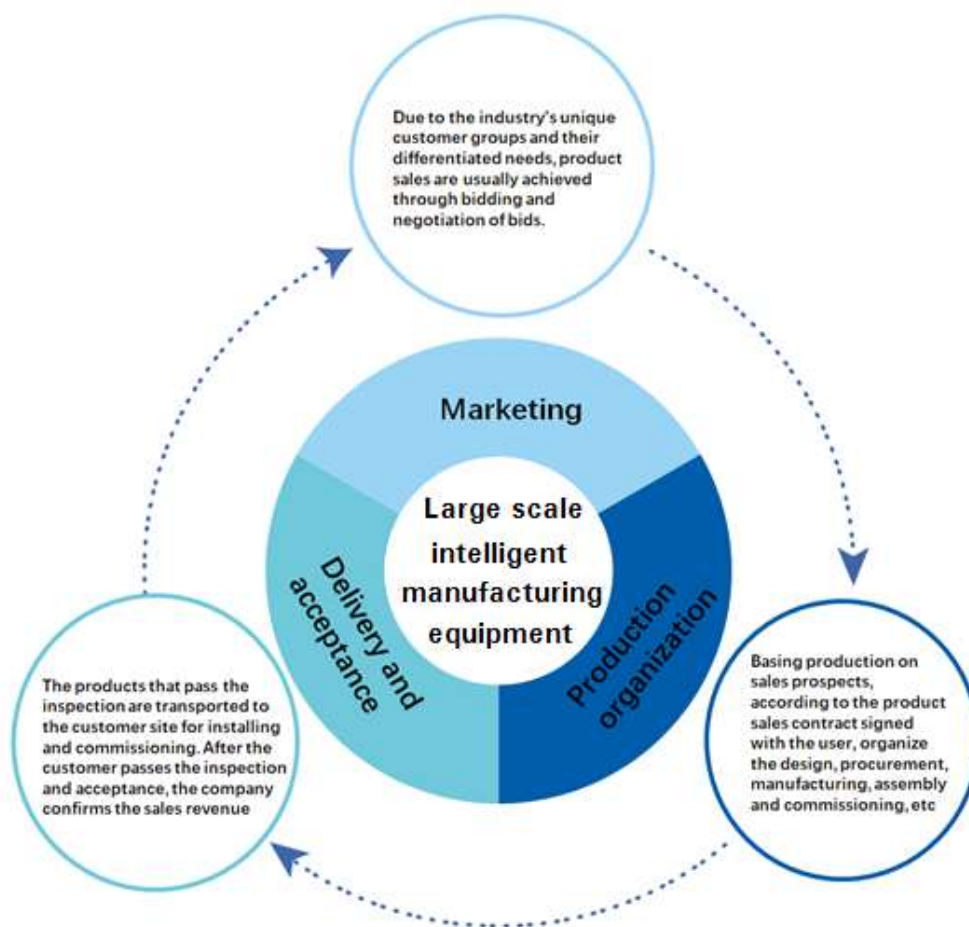 Due to the industry's unique
customer groups and their
differentiated needs, product
sales are usually achieved
through bidding and
negotiation of bids.
Marketing
Large scale
intelligent
manufacturing
equipment
Delivery and
acceptance
Production
organization
The products that pass the
inspection are transported to
the customer site for installing
and commissioning. After the
customer passes the inspection
and acceptance, the company
confirms the sales revenue
Basing production on
sales prospects,
according to the product
sales contract signed
with the user, organize
the design, procurement,
manufacturing, assembly
and commissioning, etc